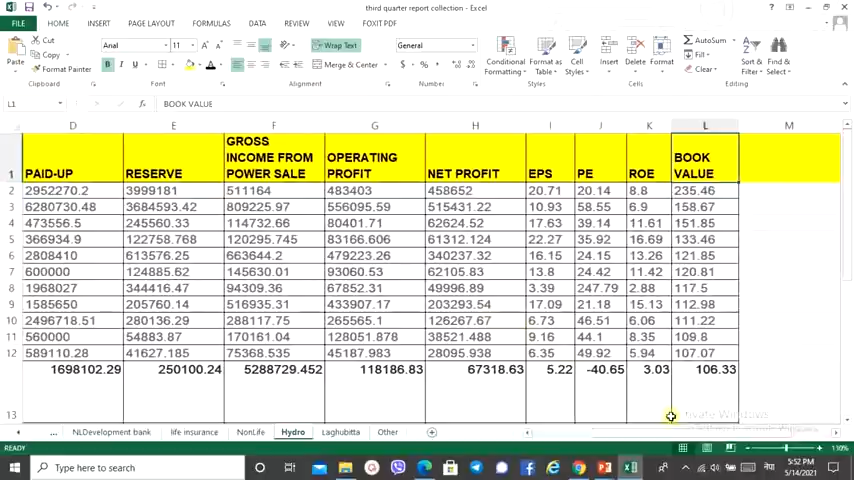 third quarter report collection - Excel
FILE HOME INSERT PAGE LAYOUT FORMULAS DATA REVIEW VIEW Foxit PDF
Cut
Copy
Format Painter
Paste
Clipboard
Arial 11
B I U
Font
Wrap Text
Merge & Center
Alignment
General
$ % ,
Number
Conditional Formatting
Format as Table
Cell Styles
Styles
Insert Delete Format
Cells
AutoSum
Fill
Clear
Sort & Filter
Find & Select
Editing
L1 fx BOOK VALUE
D E F G H I J K L M
1 PAID-UP RESERVE GROSS INCOME FROM POWER SALE OPERATING PROFIT NET PROFIT EPS PE ROE BOOK VALUE
2 2952270.2 3999181 511164 483403 458652 20.71 20.14 8.8 235.46
3 6280730.48 3684593.42 809225.97 556095.59 515431.22 10.93 58.55 6.9 158.67
4 473556.5 245560.33 114732.66 80401.71 62624.52 17.63 39.14 11.61 151.85
5 366934.9 122758.768 120295.745 83166.606 61312.124 22.27 35.92 16.69 133.46
6 2808410 613576.25 663644.2 479223.26 340237.32 16.15 24.15 13.26 121.85
7 600000 124885.62 145630.01 93060.53 62105.83 13.8 24.42 11.42 120.81
8 1968027 344416.47 94309.36 67852.31 49996.89 3.39 247.79 2.88 117.5
9 1585650 205760.14 516935.31 433907.17 203293.54 17.09 21.18 15.13 112.98
10 2496718.51 280136.29 288117.75 265565.1 126267.67 6.73 46.51 6.06 111.22
11 560000 54883.87 170161.04 128051.878 38521.488 9.16 44.1 8.35 109.8
12 589110.28 41627.185 75368.535 45187.983 28095.938 6.35 49.92 5.94 107.07
13 1698102.29 250100.24 5288729.452 118186.83 67318.63 5.22 -40.65 3.03 106.33
... NLDevelopment bank life insurance NonLife Hydro Laghubitta Other
READY 110%
Type here to search
नेपा
5:52 PM
5/14/2021